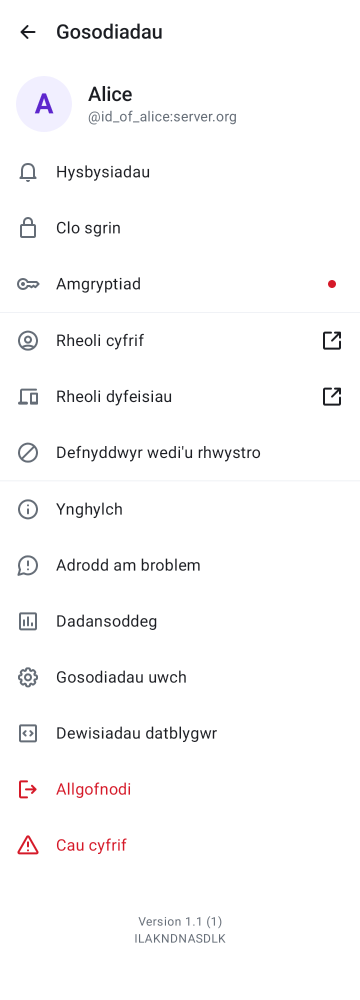 Gosodiadau
A
Alice
@id_of_alice:server.org
Hysbysiadau
Clo sgrin
Amgryptiad
Rheoli cyfrif
Rheoli dyfeisiau
Defnyddwyr wedi'u rhwystro
Ynghylch
Adrodd am broblem
Dadansoddeg
Gosodiadau uwch
Dewisiadau datblygwr
Allgofnodi
Cau cyfrif
Version 1.1 (1)
ILAKNDNASDLK